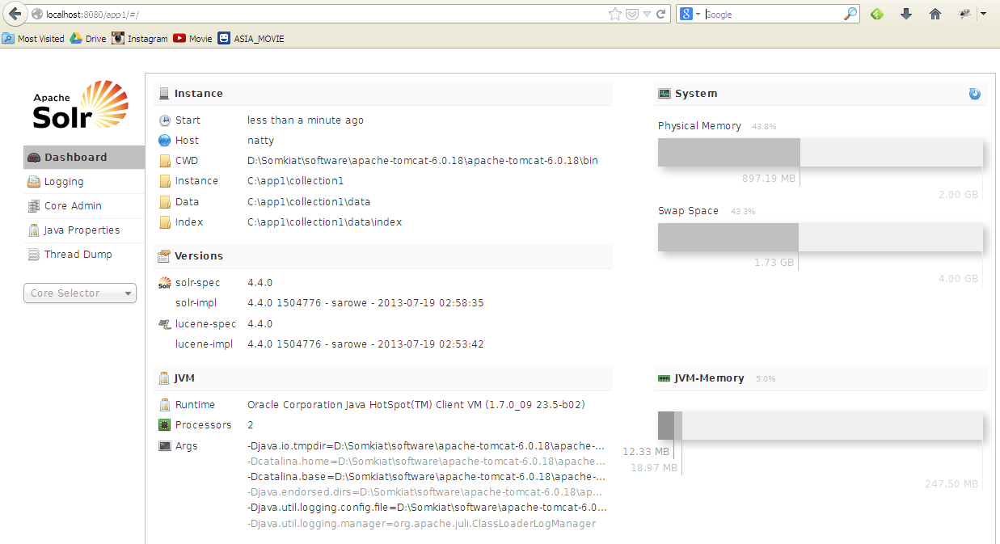 localhost:8080/app1/#/
Google
Most Visited Drive Instagram Movie ASIA_MOVIE
Apache
Solr
Dashboard
Logging
Core Admin
Java Properties
Thread Dump
Core Selector
Instance
Start less than a minute ago
Host natty
CWD D:\Somkiat\software\apache-tomcat-6.0.18\apache-tomcat-6.0.18\bin
Instance C:\app1\collection1
Data C:\app1\collection1\data
Index C:\app1\collection1\data\index
Versions
solr-spec 4.4.0
solr-impl 4.4.0 1504776 - sarowe - 2013-07-19 02:58:35
lucene-spec 4.4.0
lucene-impl 4.4.0 1504776 - sarowe - 2013-07-19 02:53:42
JVM
Runtime Oracle Corporation Java HotSpot(TM) Client VM (1.7.0_09 23.5-b02)
Processors 2
Args -Djava.io.tmpdir=D:\Somkiat\software\apache-tomcat-6.0.18\apache-...
-Dcatalina.home=D:\Somkiat\software\apache-tomcat-6.0.18\apache...
-Dcatalina.base=D:\Somkiat\software\apache-tomcat-6.0.18\apache-...
-Djava.endorsed.dirs=D:\Somkiat\software\apache-tomcat-6.0.18\ap...
-Djava.util.logging.config.file=D:\Somkiat\software\apache-tomcat-6.0...
-Djava.util.logging.manager=org.apache.juli.ClassLoaderLogManager
System
Physical Memory 43.8%
897.19 MB
2.00 GB
Swap Space 43.3%
1.73 GB
4.00 GB
JVM-Memory 5.0%
12.33 MB
18.97 MB
247.50 MB